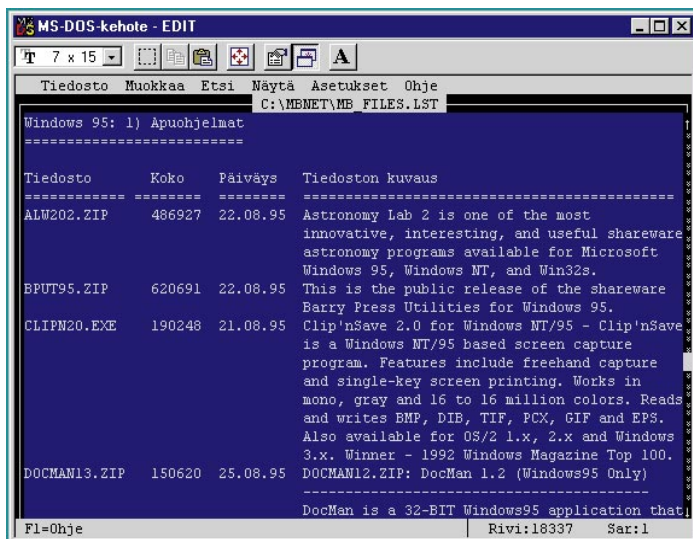 MS-DOS-kehote - EDIT
7 x 15
A
Tiedosto Muokkaa Etsi Näytä Asetukset Ohje
C:\MBNET\MB_FILES.LST
Windows 95: 1) Apuohjelmat
===========================
Tiedosto Koko Päiväys Tiedoston kuvaus
============ ======== ======== ==============================================
ALW202.ZIP 486927 22.08.95 Astronomy Lab 2 is one of the most
innovative, interesting, and useful shareware
astronomy programs available for Microsoft
Windows 95, Windows NT, and Win32s.
BPUT95.ZIP 620691 22.08.95 This is the public release of the shareware
Barry Press Utilities for Windows 95.
CLIPN20.EXE 190248 21.08.95 Clip'nSave 2.0 for Windows NT/95 - Clip'nSave
is a Windows NT/95 based screen capture
program. Features include freehand capture
and single-key screen printing. Works in
mono, gray and 16 to 16 million colors. Reads
and writes BMP, DIB, TIF, PCX, GIF and EPS.
Also available for OS/2 1.x, 2.x and Windows
3.x. Winner - 1992 Windows Magazine Top 100.
DOCMAN13.ZIP 150620 25.08.95 DOCMAN12.ZIP: DocMan 1.2 (Windows95 Only)
-------------------------------------------
DocMan is a 32-BIT Windows95 application that
F1=Ohje Rivi:18337 Sar:1